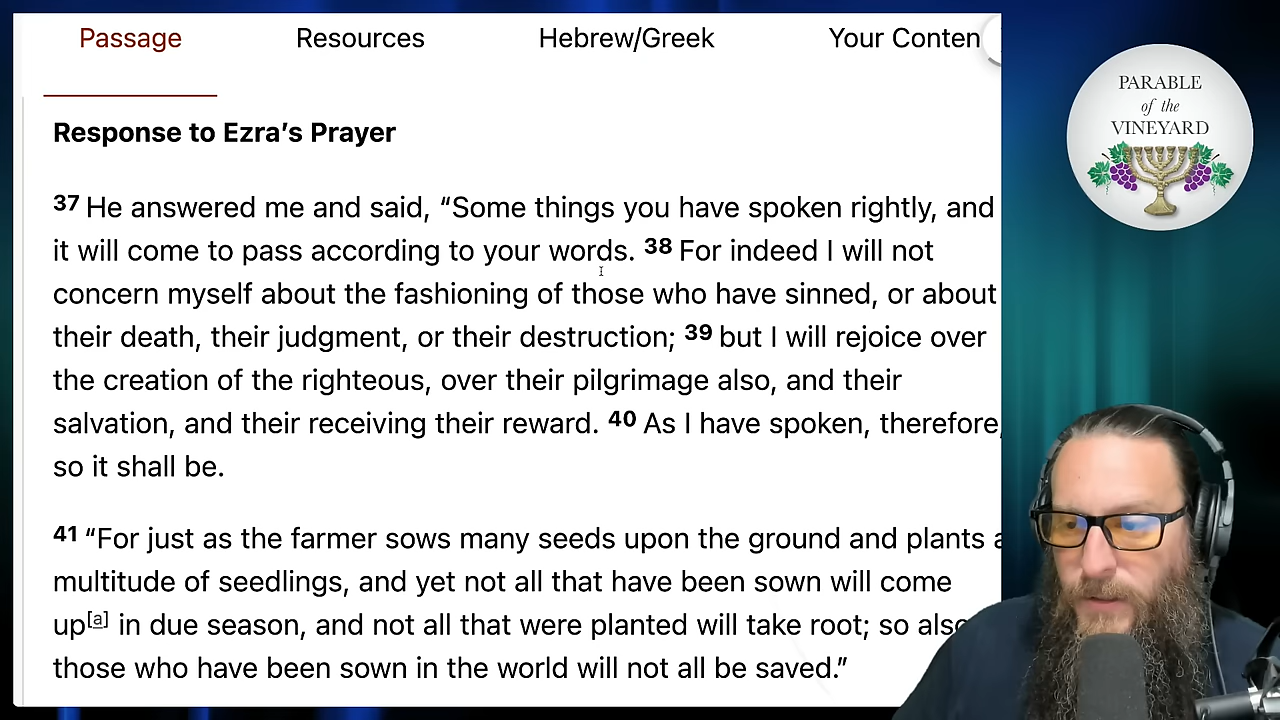 Passage Resources Hebrew/Greek Your Conten
PARABLE
of the
VINEYARD
Response to Ezra’s Prayer
37 He answered me and said, “Some things you have spoken rightly, and
it will come to pass according to your words. 38 For indeed I will not
concern myself about the fashioning of those who have sinned, or about
their death, their judgment, or their destruction; 39 but I will rejoice over
the creation of the righteous, over their pilgrimage also, and their
salvation, and their receiving their reward. 40 As I have spoken, therefore,
so it shall be.
41 “For just as the farmer sows many seeds upon the ground and plants a
multitude of seedlings, and yet not all that have been sown will come
up[a] in due season, and not all that were planted will take root; so also
those who have been sown in the world will not all be saved.”